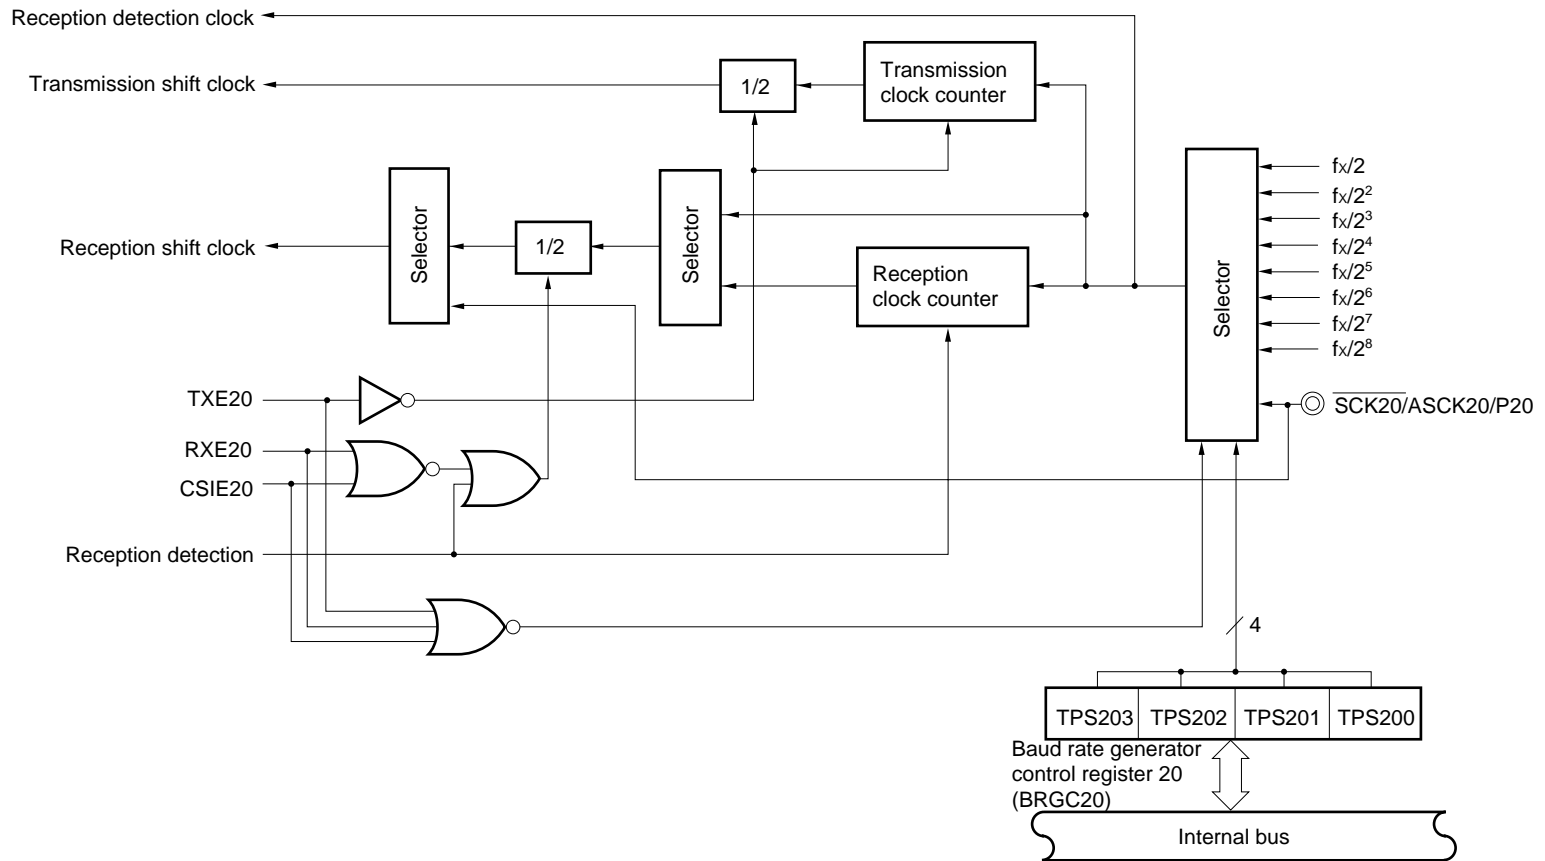 Reception detection clock
Transmission shift clock
1/2
Transmission
clock counter
Reception shift clock
Selector
1/2
Selector
Reception
clock counter
Selector
fX/2
fX/2²
fX/2³
fX/2⁴
fX/2⁵
fX/2⁶
fX/2⁷
fX/2⁸
S̅C̅K̅2̅0̅/ASCK20/P20
TXE20
RXE20
CSIE20
Reception detection
4
TPS203 TPS202 TPS201 TPS200
Baud rate generator
control register 20
(BRGC20)
Internal bus